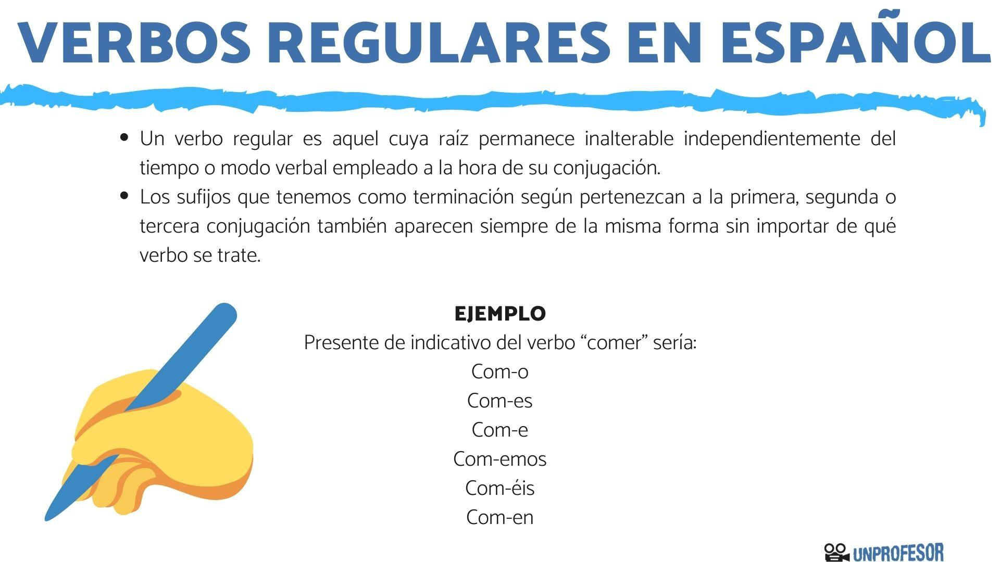 VERBOS REGULARES EN ESPAÑOL
Un verbo regular es aquel cuya raíz permanece inalterable independientemente del
tiempo o modo verbal empleado a la hora de su conjugación.
Los sufijos que tenemos como terminación según pertenezcan a la primera, segunda o
tercera conjugación también aparecen siempre de la misma forma sin importar de qué
verbo se trate.
EJEMPLO
Presente de indicativo del verbo “comer” sería:
Com-o
Com-es
Com-e
Com-emos
Com-éis
Com-en
UNPROFESOR